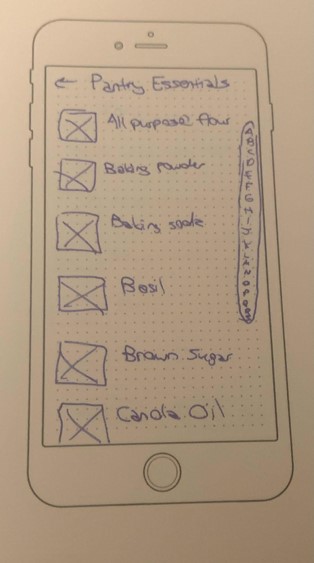 ← Pantry Essentials
All purpose flour
Baking powder
Baking soda
Basil
Brown Sugar
Canola Oil
A
B
C
D
E
F
G
H
I
J
K
L
M
N
O
P
Q